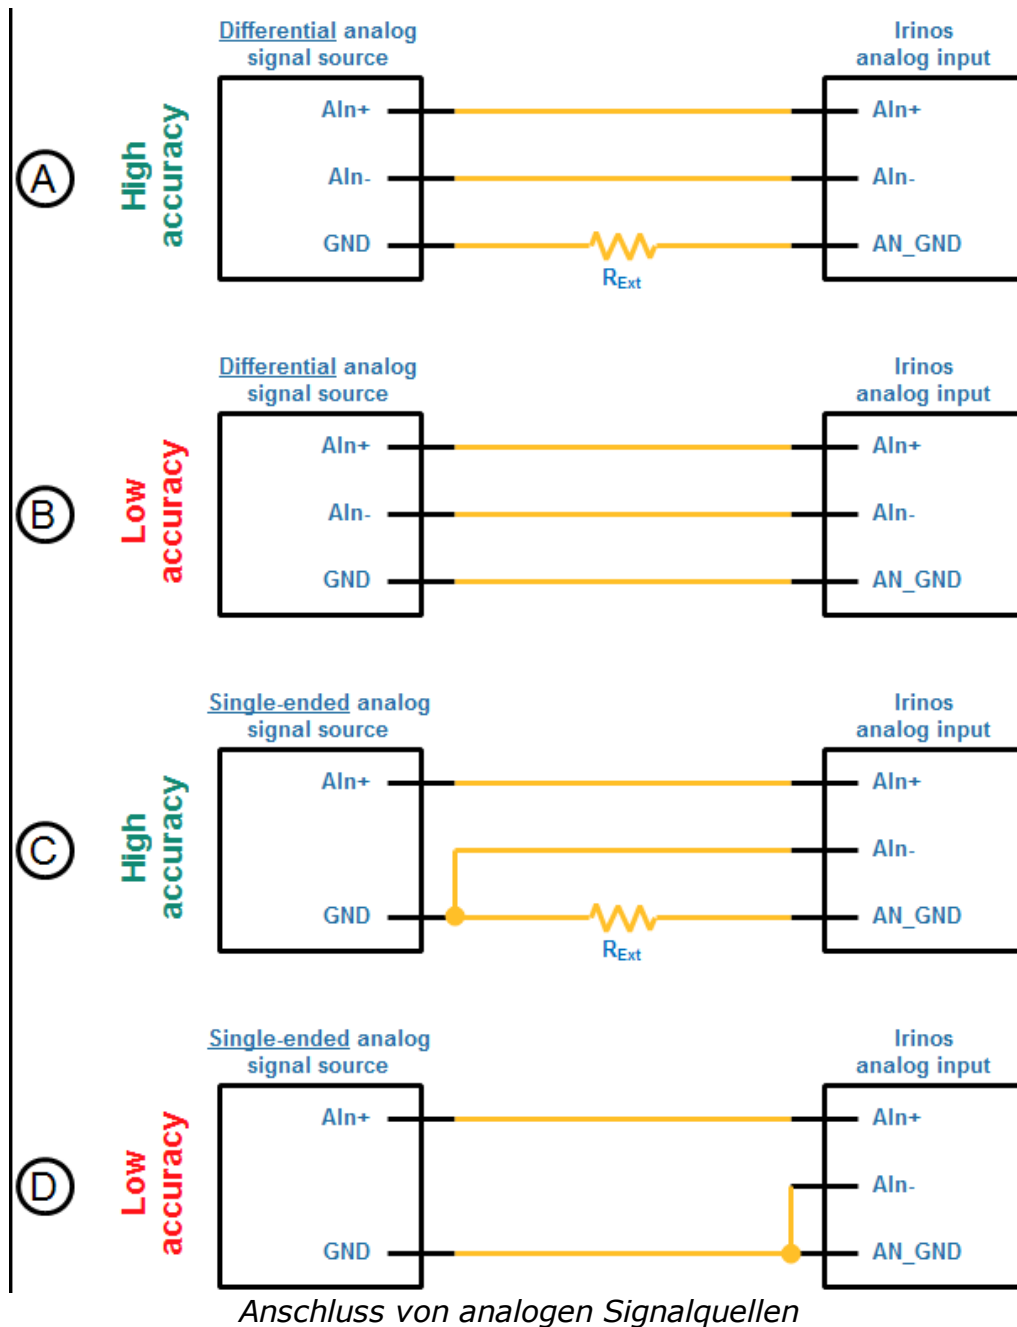 Differential analog
signal source
Irinos
analog input
A
High
accuracy
AIn+
AIn+
AIn-
AIn-
GND
AN_GND
RExt
Differential analog
signal source
Irinos
analog input
B
Low
accuracy
AIn+
AIn+
AIn-
AIn-
GND
AN_GND
Single-ended analog
signal source
Irinos
analog input
C
High
accuracy
AIn+
AIn+
AIn-
GND
AN_GND
RExt
Single-ended analog
signal source
Irinos
analog input
D
Low
accuracy
AIn+
AIn+
AIn-
GND
AN_GND
Anschluss von analogen Signalquellen